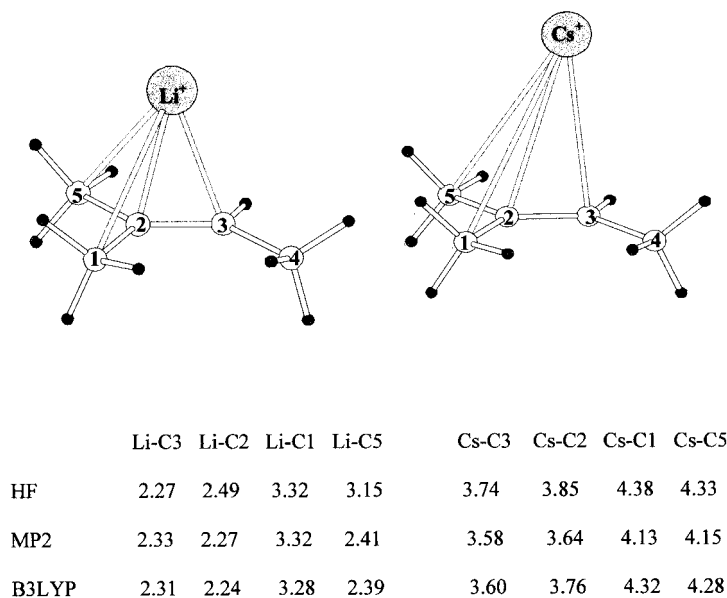 Li+
Cs+
5 2 3 1 4
5 2 3 1 4
Li-C3 Li-C2 Li-C1 Li-C5 Cs-C3 Cs-C2 Cs-C1 Cs-C5
HF 2.27 2.49 3.32 3.15 3.74 3.85 4.38 4.33
MP2 2.33 2.27 3.32 2.41 3.58 3.64 4.13 4.15
B3LYP 2.31 2.24 3.28 2.39 3.60 3.76 4.32 4.28